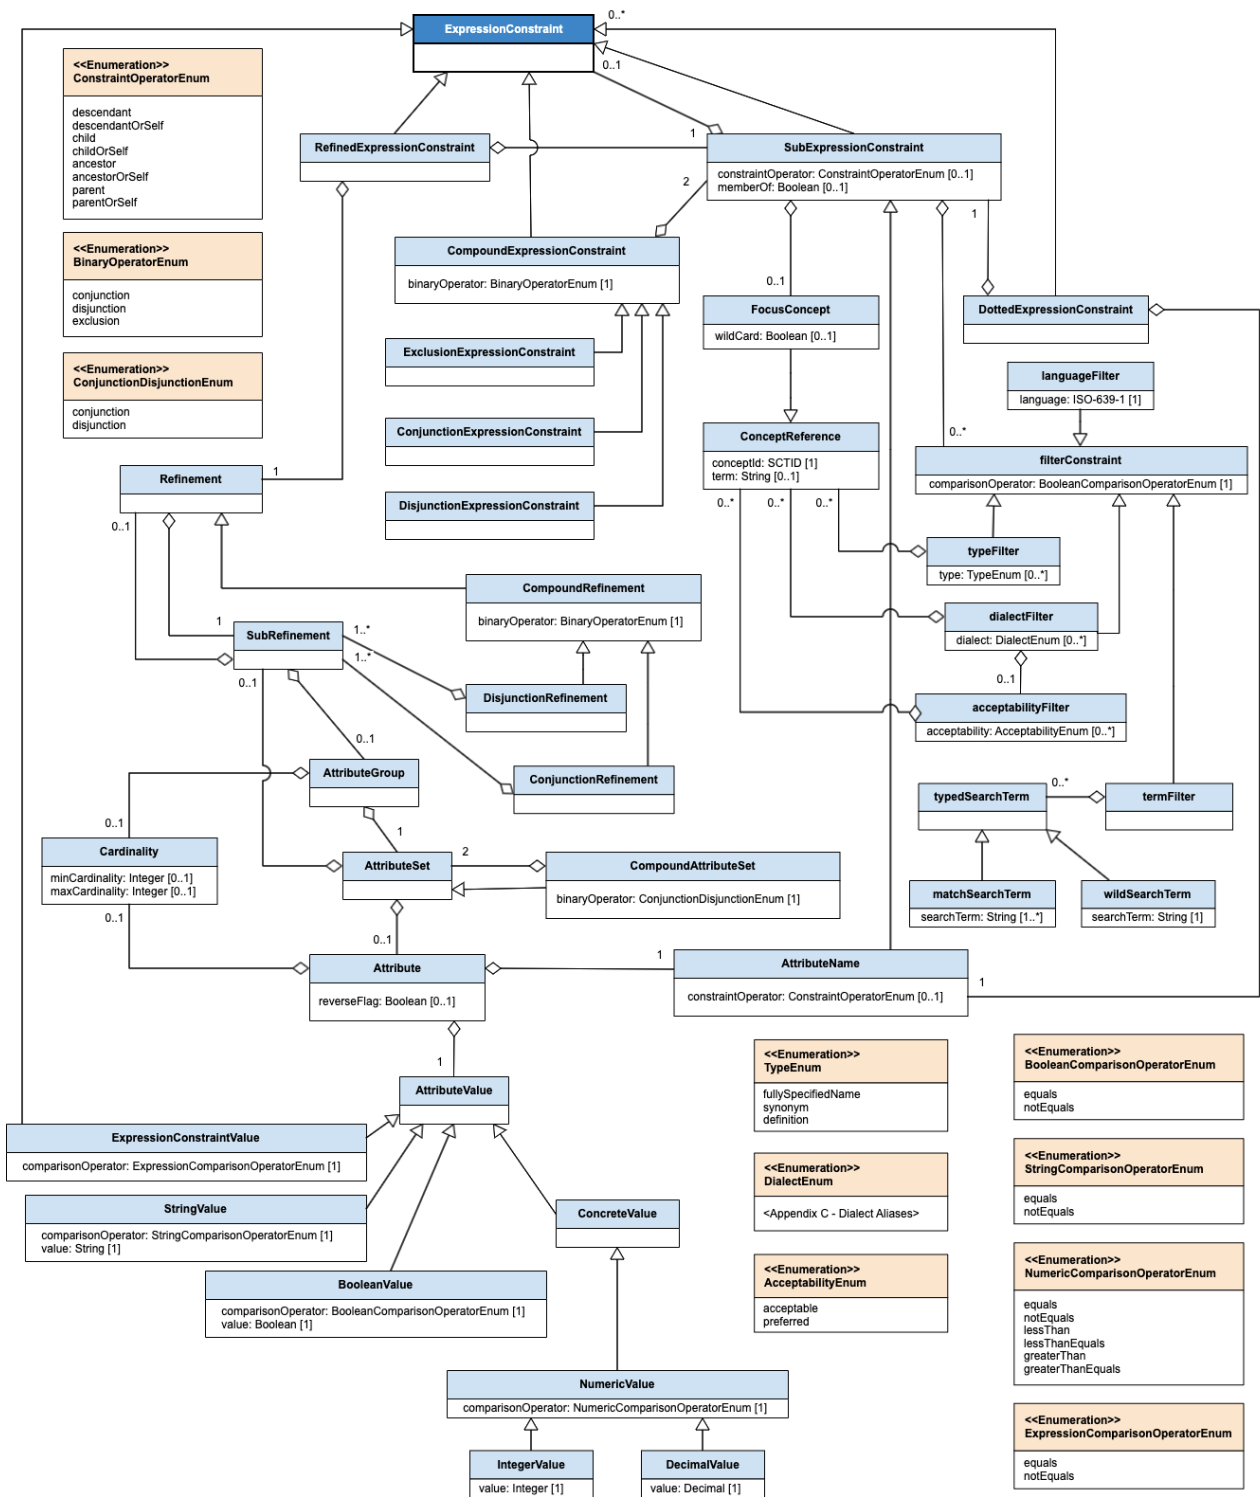 ExpressionConstraint
0..*
0..1
<<Enumeration>>
ConstraintOperatorEnum
descendant
descendantOrSelf
child
childOrSelf
ancestor
ancestorOrSelf
parent
parentOrSelf
RefinedExpressionConstraint
1
SubExpressionConstraint
constraintOperator: ConstraintOperatorEnum [0..1]
memberOf: Boolean [0..1]
2
1
<<Enumeration>>
BinaryOperatorEnum
conjunction
disjunction
exclusion
CompoundExpressionConstraint
binaryOperator: BinaryOperatorEnum [1]
0..1
FocusConcept
wildCard: Boolean [0..1]
DottedExpressionConstraint
<<Enumeration>>
ConjunctionDisjunctionEnum
conjunction
disjunction
ExclusionExpressionConstraint
languageFilter
language: ISO-639-1 [1]
ConjunctionExpressionConstraint
ConceptReference
conceptId: SCTID [1]
term: String [0..1]
0..*
0..*
0..*
0..*
filterConstraint
comparisonOperator: BooleanComparisonOperatorEnum [1]
Refinement
1
0..1
DisjunctionExpressionConstraint
typeFilter
type: TypeEnum [0..*]
CompoundRefinement
binaryOperator: BinaryOperatorEnum [1]
dialectFilter
dialect: DialectEnum [0..*]
1
SubRefinement
1..*
1..*
0..1
0..1
DisjunctionRefinement
acceptabilityFilter
acceptability: AcceptabilityEnum [0..*]
0..1
AttributeGroup
ConjunctionRefinement
0..*
typedSearchTerm
termFilter
0..1
1
Cardinality
minCardinality: Integer [0..1]
maxCardinality: Integer [0..1]
0..1
AttributeSet
2
CompoundAttributeSet
binaryOperator: ConjunctionDisjunctionEnum [1]
matchSearchTerm
searchTerm: String [1..*]
wildSearchTerm
searchTerm: String [1]
0..1
Attribute
reverseFlag: Boolean [0..1]
1
AttributeName
constraintOperator: ConstraintOperatorEnum [0..1]
1
1
AttributeValue
<<Enumeration>>
TypeEnum
fullySpecifiedName
synonym
definition
<<Enumeration>>
BooleanComparisonOperatorEnum
equals
notEquals
ExpressionConstraintValue
comparisonOperator: ExpressionComparisonOperatorEnum [1]
<<Enumeration>>
DialectEnum
<Appendix C - Dialect Aliases>
<<Enumeration>>
StringComparisonOperatorEnum
equals
notEquals
StringValue
comparisonOperator: StringComparisonOperatorEnum [1]
value: String [1]
ConcreteValue
BooleanValue
comparisonOperator: BooleanComparisonOperatorEnum [1]
value: Boolean [1]
<<Enumeration>>
AcceptabilityEnum
acceptable
preferred
<<Enumeration>>
NumericComparisonOperatorEnum
equals
notEquals
lessThan
lessThanEquals
greaterThan
greaterThanEquals
NumericValue
comparisonOperator: NumericComparisonOperatorEnum [1]
<<Enumeration>>
ExpressionComparisonOperatorEnum
equals
notEquals
IntegerValue
value: Integer [1]
DecimalValue
value: Decimal [1]